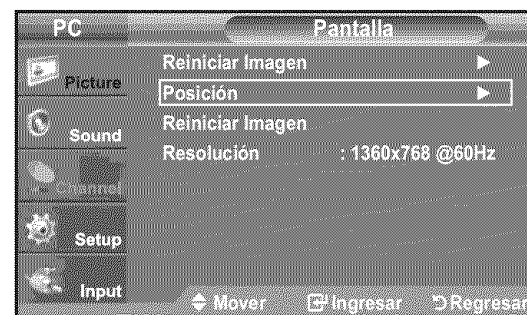 PC
Pantalla
Picture
Sound
Channel
Setup
Input
Reiniciar Imagen
Posición
Reiniciar Imagen
Resolución : 1360x768 @60Hz
Mover Ingresar Regresar